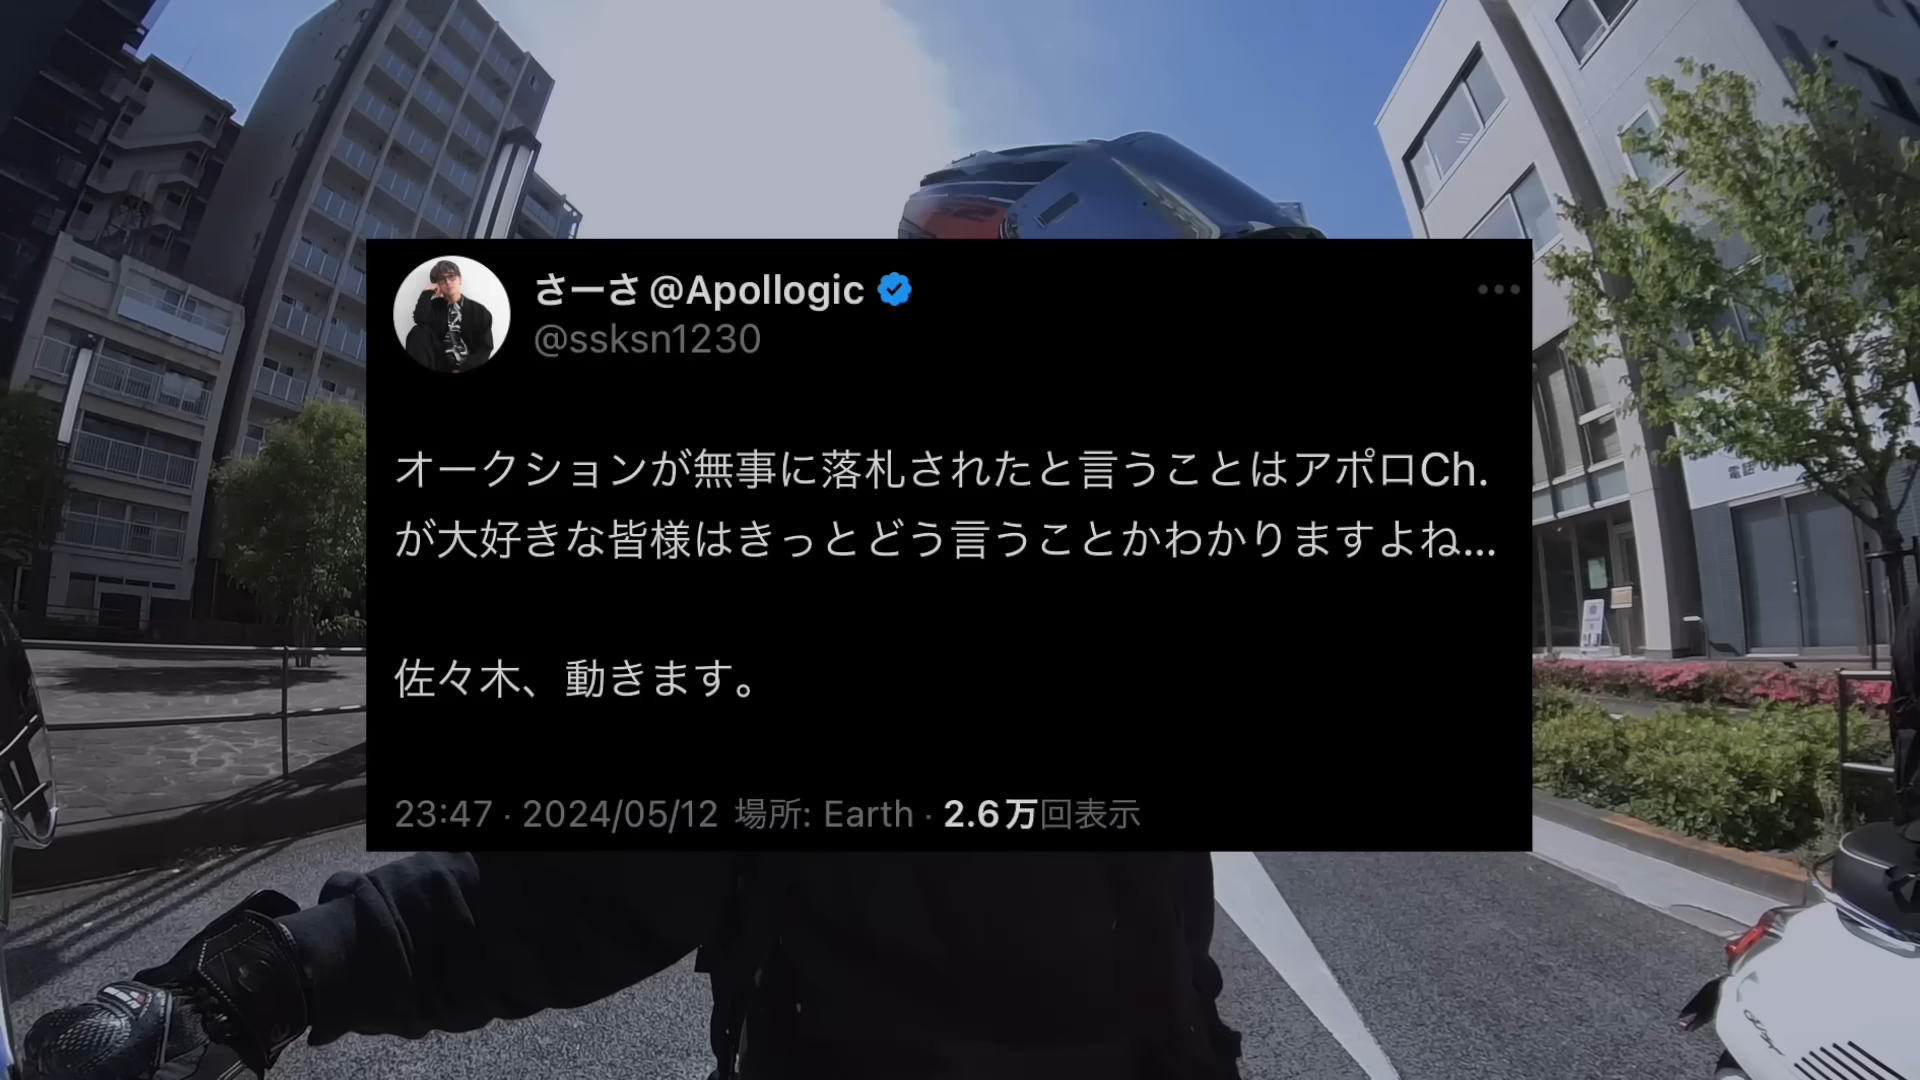 さーさ@Apollogic
@ssksn1230
オークションが無事に落札されたと言うことはアポロCh.
が大好きな皆様はきっとどう言うことかわかりますよね...
佐々木、動きます。
23:47 · 2024/05/12 場所: Earth · 2.6万回表示
電話